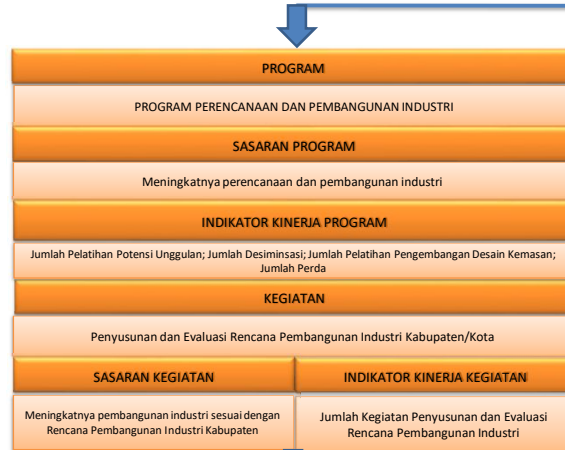 PROGRAM
PROGRAM PERENCANAAN DAN PEMBANGUNAN INDUSTRI
SASARAN PROGRAM
Meningkatnya perencanaan dan pembangunan industri
INDIKATOR KINERJA PROGRAM
Jumlah Pelatihan Potensi Unggulan; Jumlah Desiminsasi; Jumlah Pelatihan Pengembangan Desain Kemasan;
Jumlah Perda
KEGIATAN
Penyusunan dan Evaluasi Rencana Pembangunan Industri Kabupaten/Kota
SASARAN KEGIATAN
Meningkatnya pembangunan industri sesuai dengan
Rencana Pembangunan Industri Kabupaten
INDIKATOR KINERJA KEGIATAN
Jumlah Kegiatan Penyusunan dan Evaluasi
Rencana Pembangunan Industri